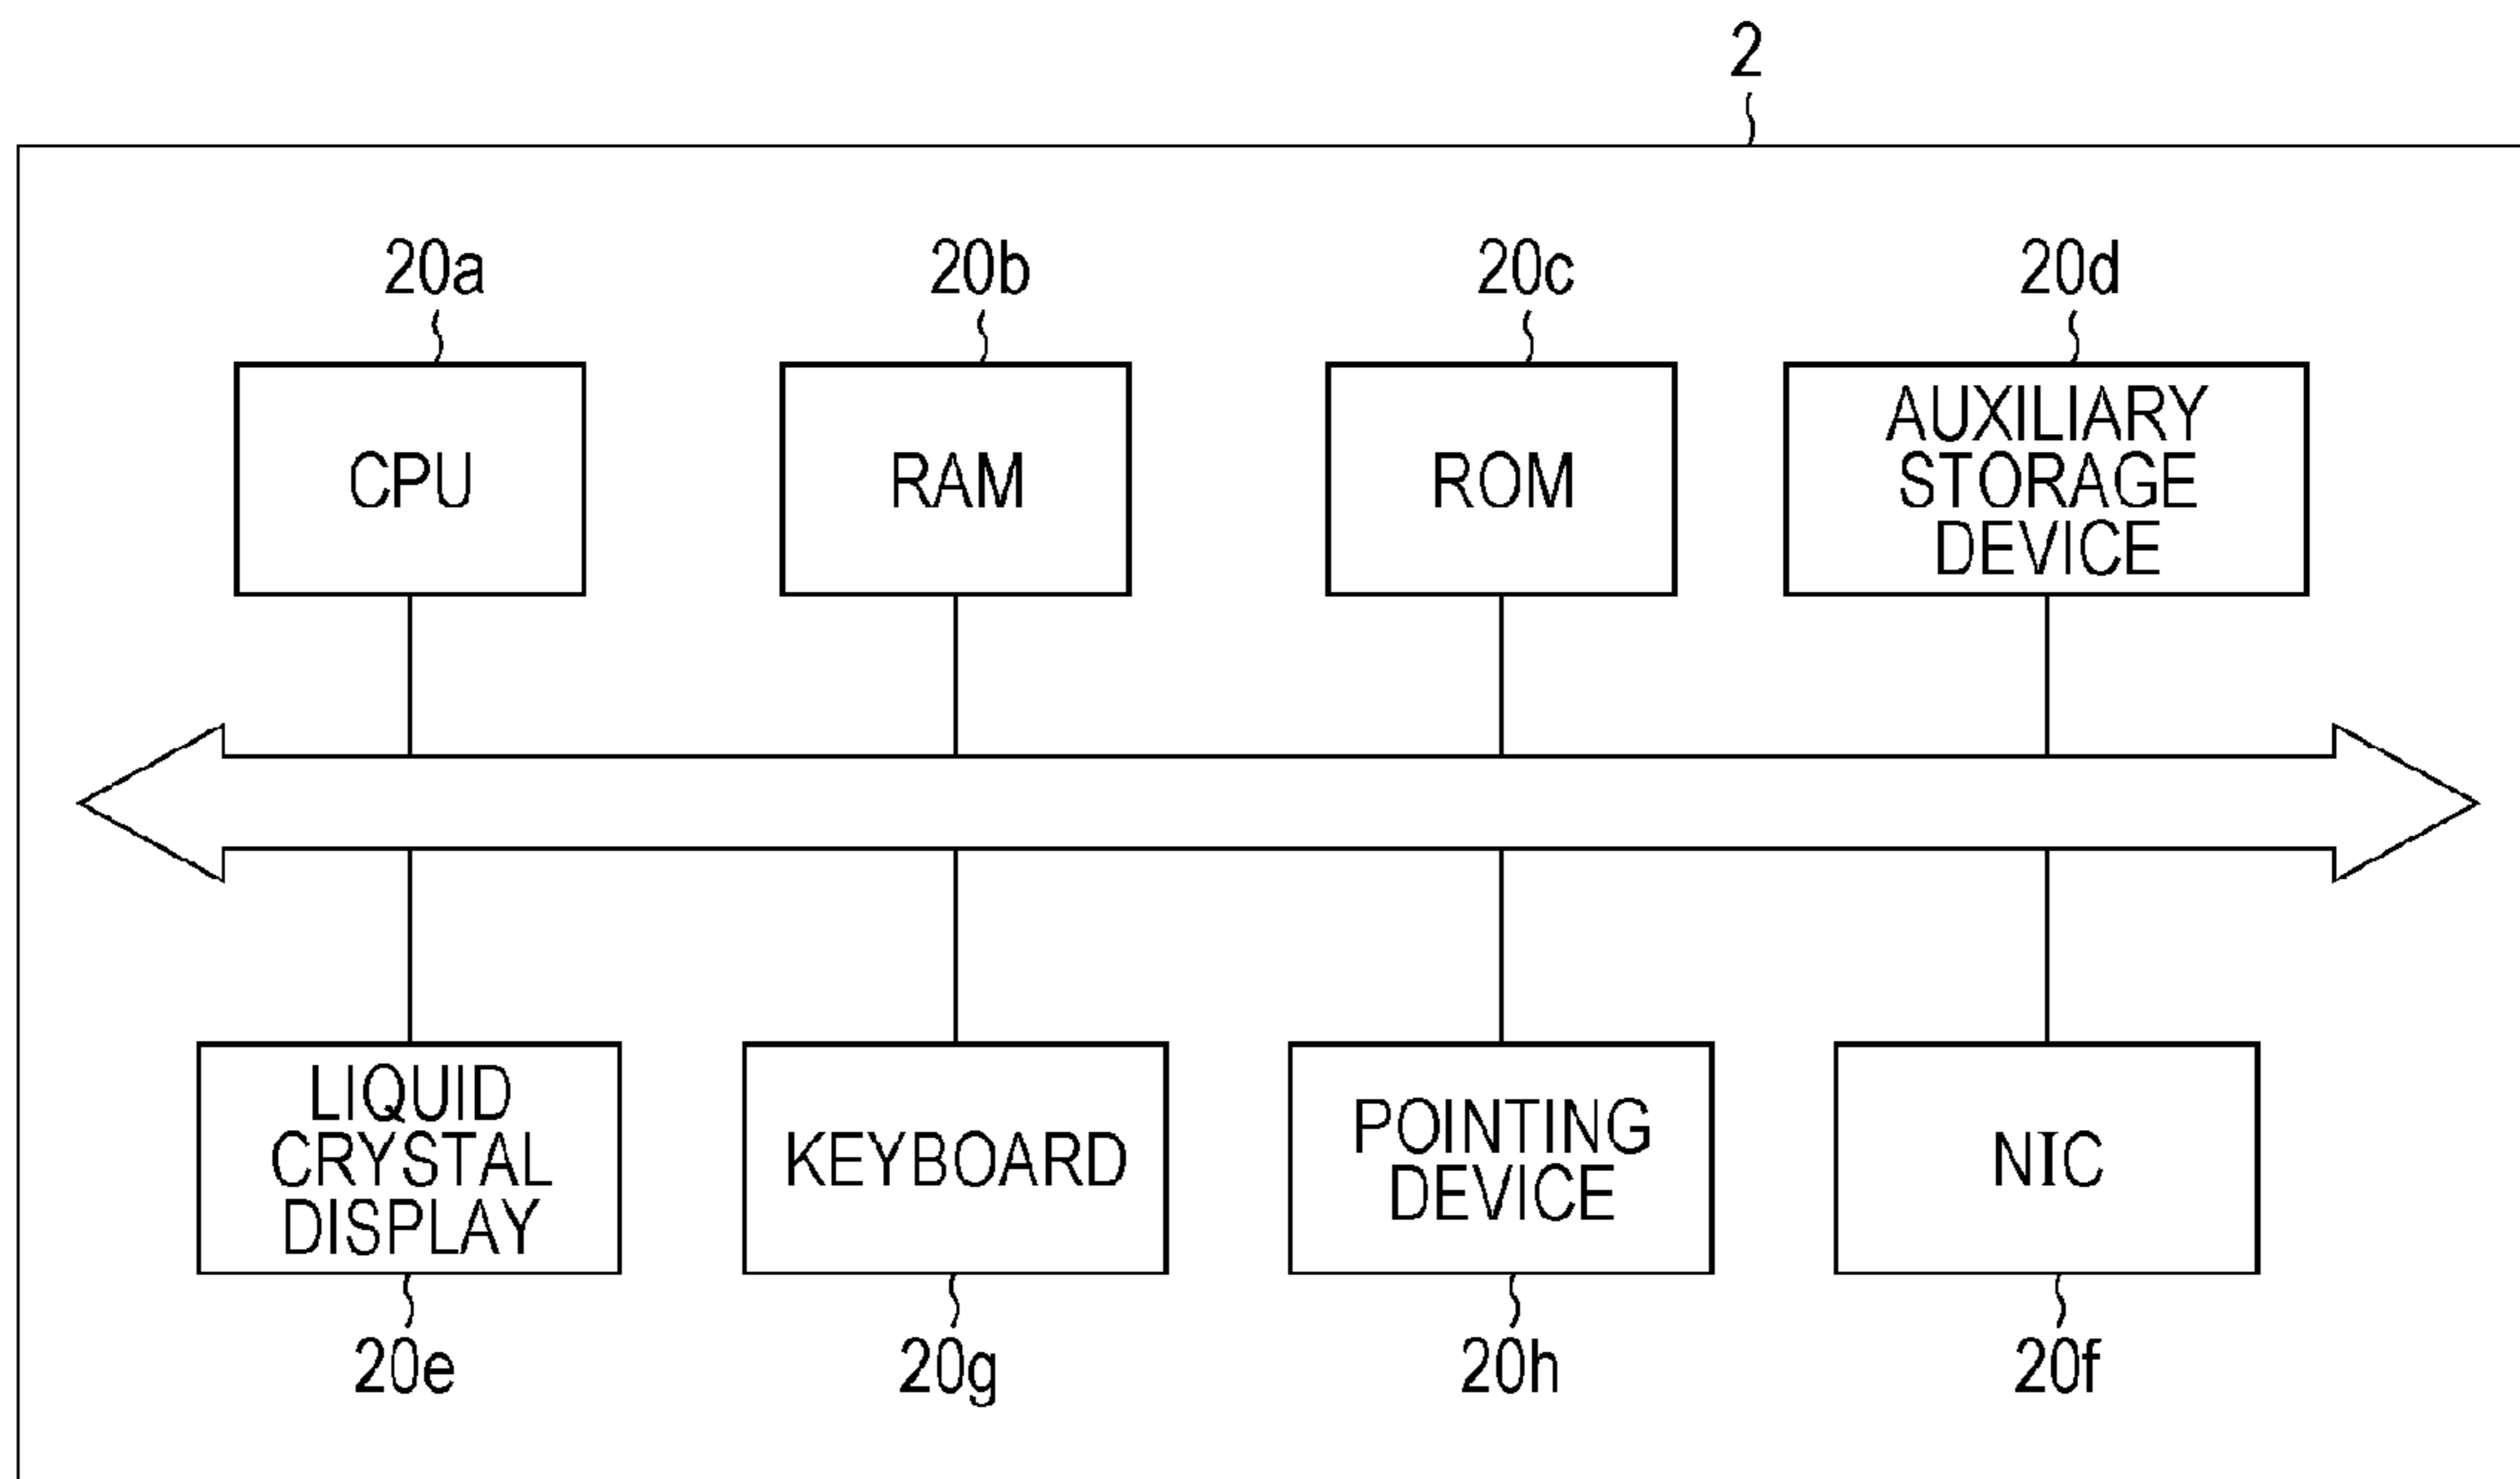 2
20a
20b
20c
20d
CPU
RAM
ROM
AUXILIARY
STORAGE
DEVICE
LIQUID
CRYSTAL
DISPLAY
KEYBOARD
POINTING
DEVICE
NIC
20e
20g
20h
20f